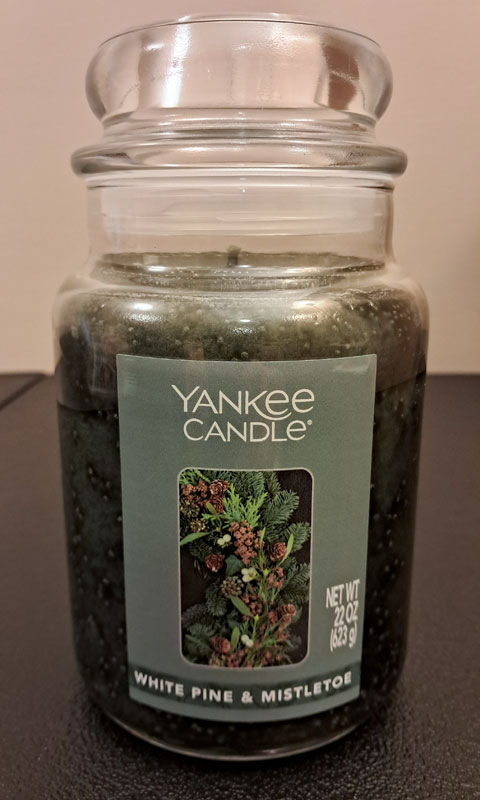 YANKEE
CANDLE®
NET WT
22 OZ
(623 g)
WHITE PINE & MISTLETOE